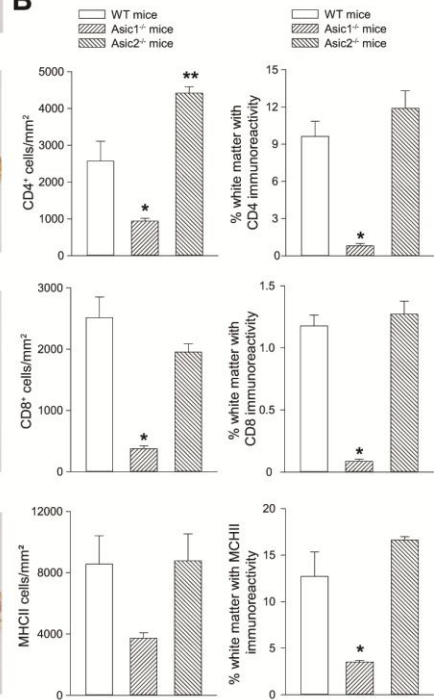 B
WT mice
Asic1-/- mice
Asic2-/- mice
WT mice
Asic1-/- mice
Asic2-/- mice
CD4+ cells/mm²
5000
4000
3000
2000
1000
0
*
**
% white matter with
CD4 immunoreactivity
15
12
9
6
3
0
*
CD8+ cells/mm²
3000
2000
1000
0
*
% white matter with
CD8 immunoreactivity
1.5
1.0
0.5
0
*
MHCII cells/mm²
12000
8000
4000
0
% white matter with MCHII
immunoreactivity
20
15
10
5
0
*